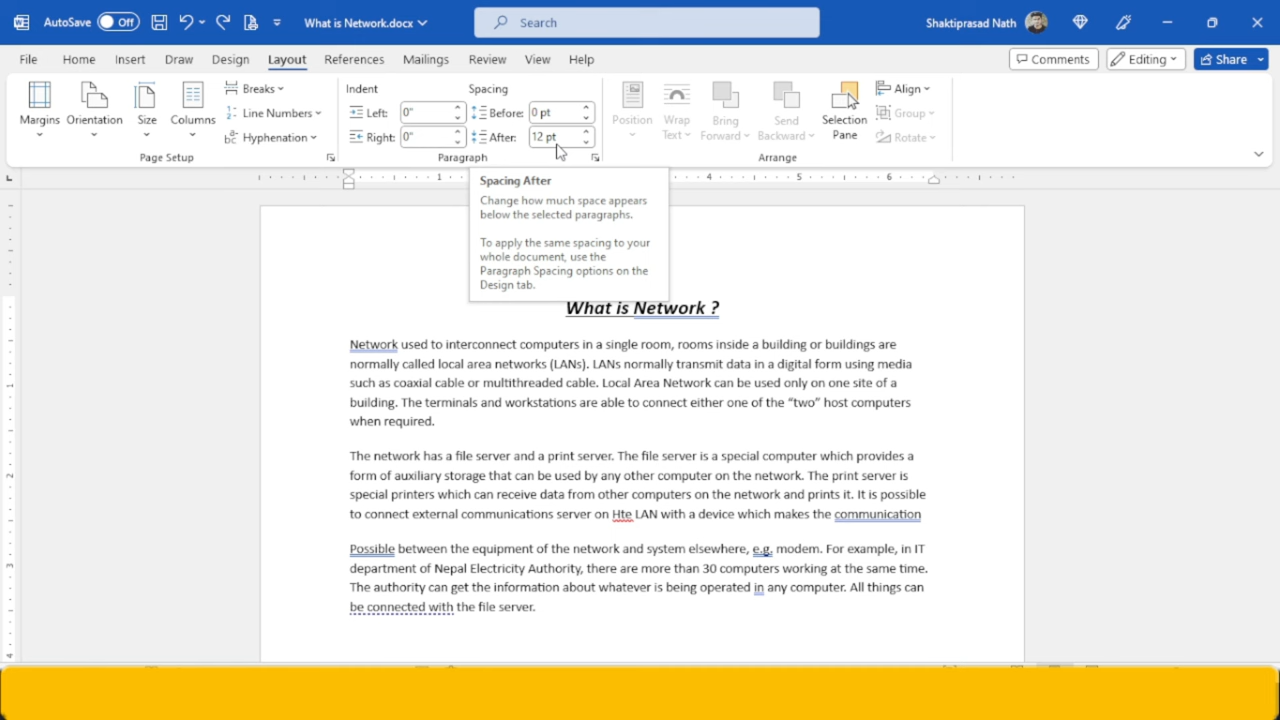 AutoSave Off What is Network.docx Search Shaktiprasad Nath
File Home Insert Draw Design Layout References Mailings Review View Help Comments Editing Share
Margins Orientation Size Columns Breaks Line Numbers Hyphenation
Page Setup
Indent Spacing
Left: 0" Before: 0 pt
Right: 0" After: 12 pt
Paragraph
Position Wrap Text Bring Forward Send Backward Selection Pane Align Group Rotate
Arrange
1 4 5 6
Spacing After
Change how much space appears
below the selected paragraphs.
To apply the same spacing to your
whole document, use the
Paragraph Spacing options on the
Design tab.
What is Network ?
Network used to interconnect computers in a single room, rooms inside a building or buildings are
normally called local area networks (LANs). LANs normally transmit data in a digital form using media
such as coaxial cable or multithreaded cable. Local Area Network can be used only on one site of a
building. The terminals and workstations are able to connect either one of the “two” host computers
when required.
The network has a file server and a print server. The file server is a special computer which provides a
form of auxiliary storage that can be used by any other computer on the network. The print server is
special printers which can receive data from other computers on the network and prints it. It is possible
to connect external communications server on Hte LAN with a device which makes the communication
Possible between the equipment of the network and system elsewhere, e.g. modem. For example, in IT
department of Nepal Electricity Authority, there are more than 30 computers working at the same time.
The authority can get the information about whatever is being operated in any computer. All things can
be connected with the file server.
1
2
3
4